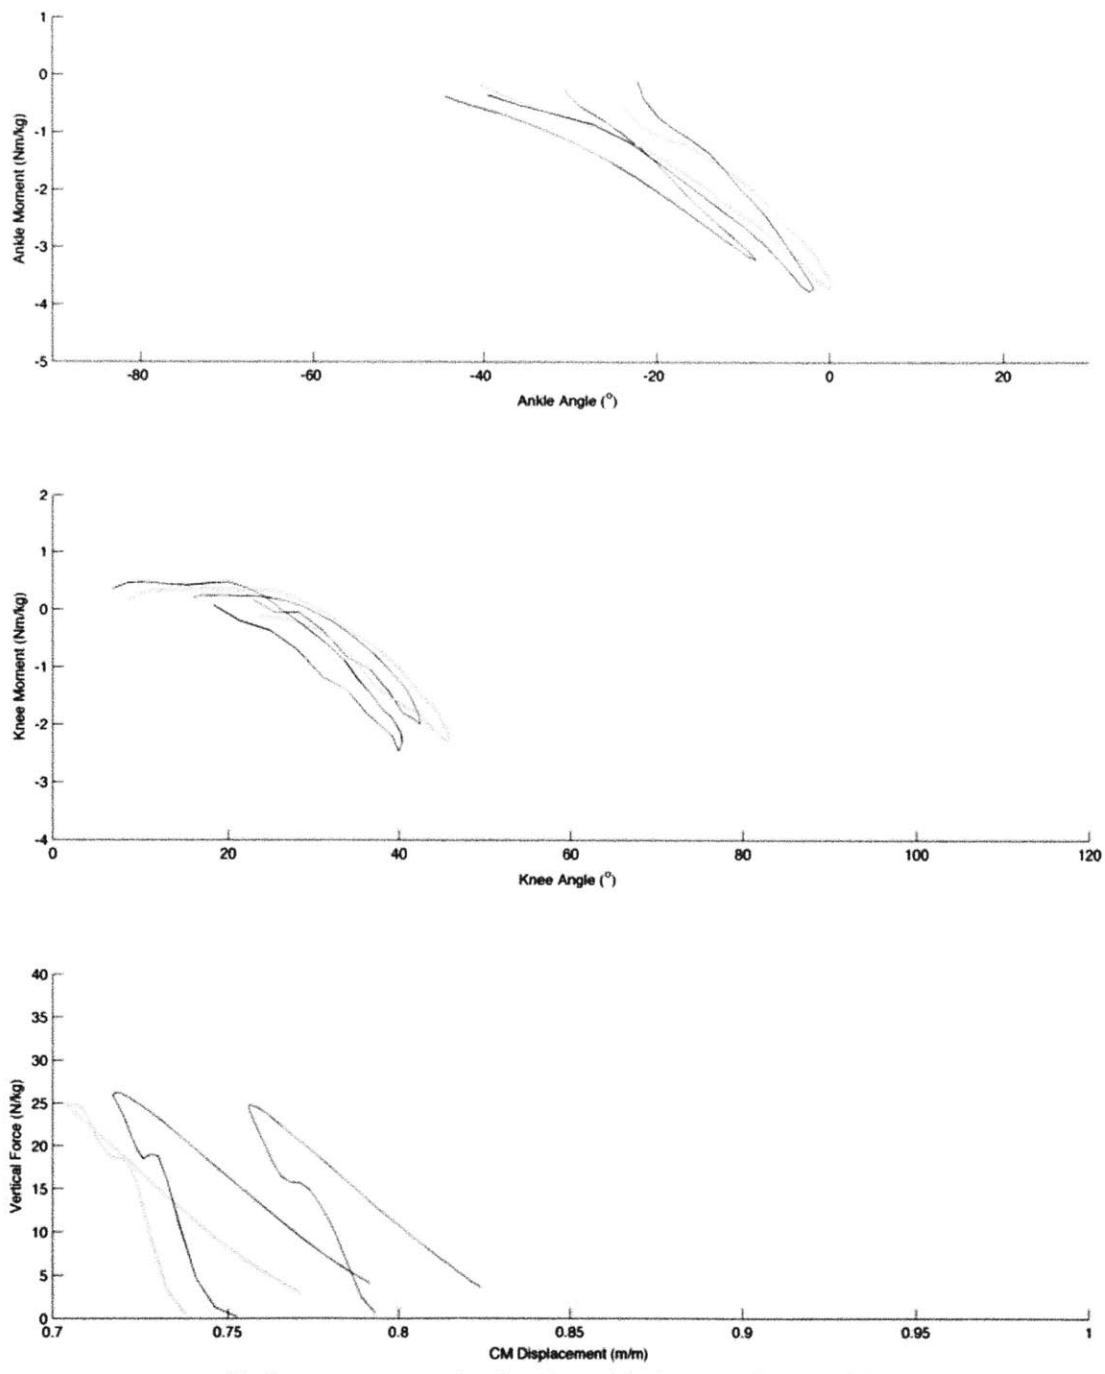 1
0
-1
-2
-3
-4
-5
Ankle Moment (Nm/kg)
-80 -60 -40 -20 0 20
Ankle Angle (°)
2
1
0
-1
-2
-3
-4
Knee Moment (Nm/kg)
0 20 40 60 80 100 120
Knee Angle (°)
40
35
30
25
20
15
10
5
0
Vertical Force (N/kg)
0.7 0.75 0.8 0.85 0.9 0.95 1
CM Displacement (m/m)